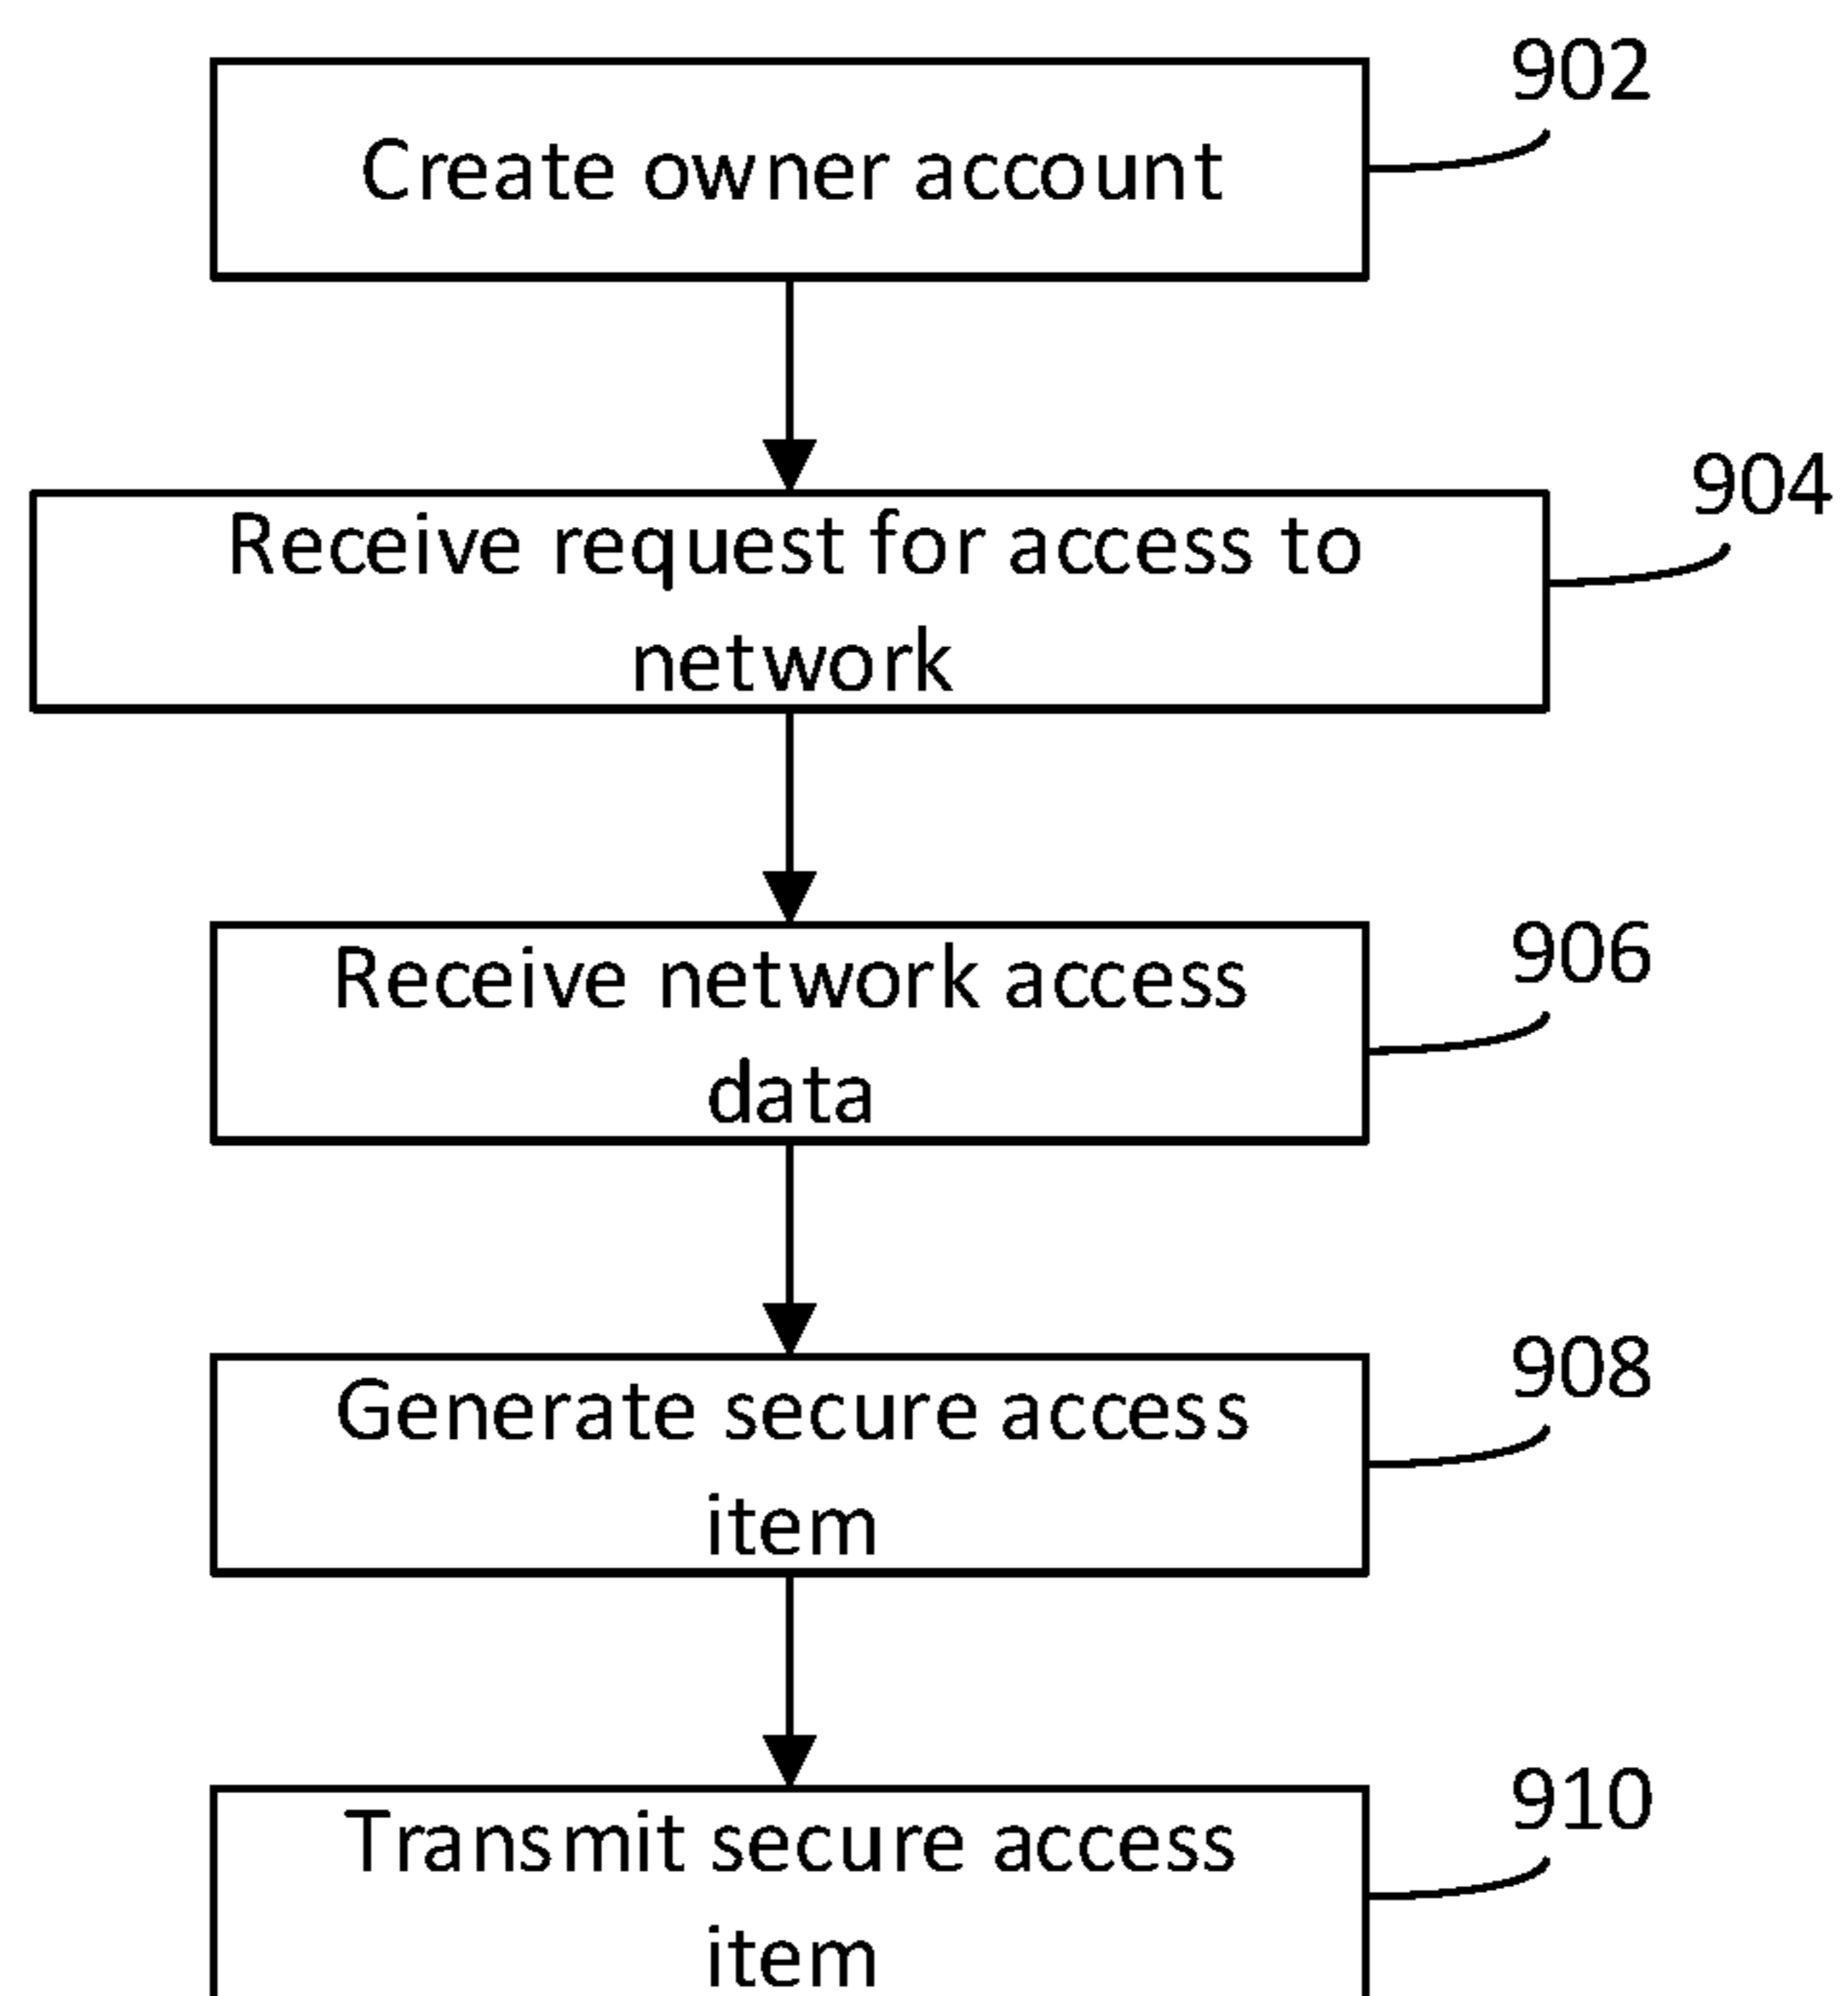 902
Create owner account
904
Receive request for access to
network
906
Receive network access
data
908
Generate secure access
item
910
Transmit secure access
item